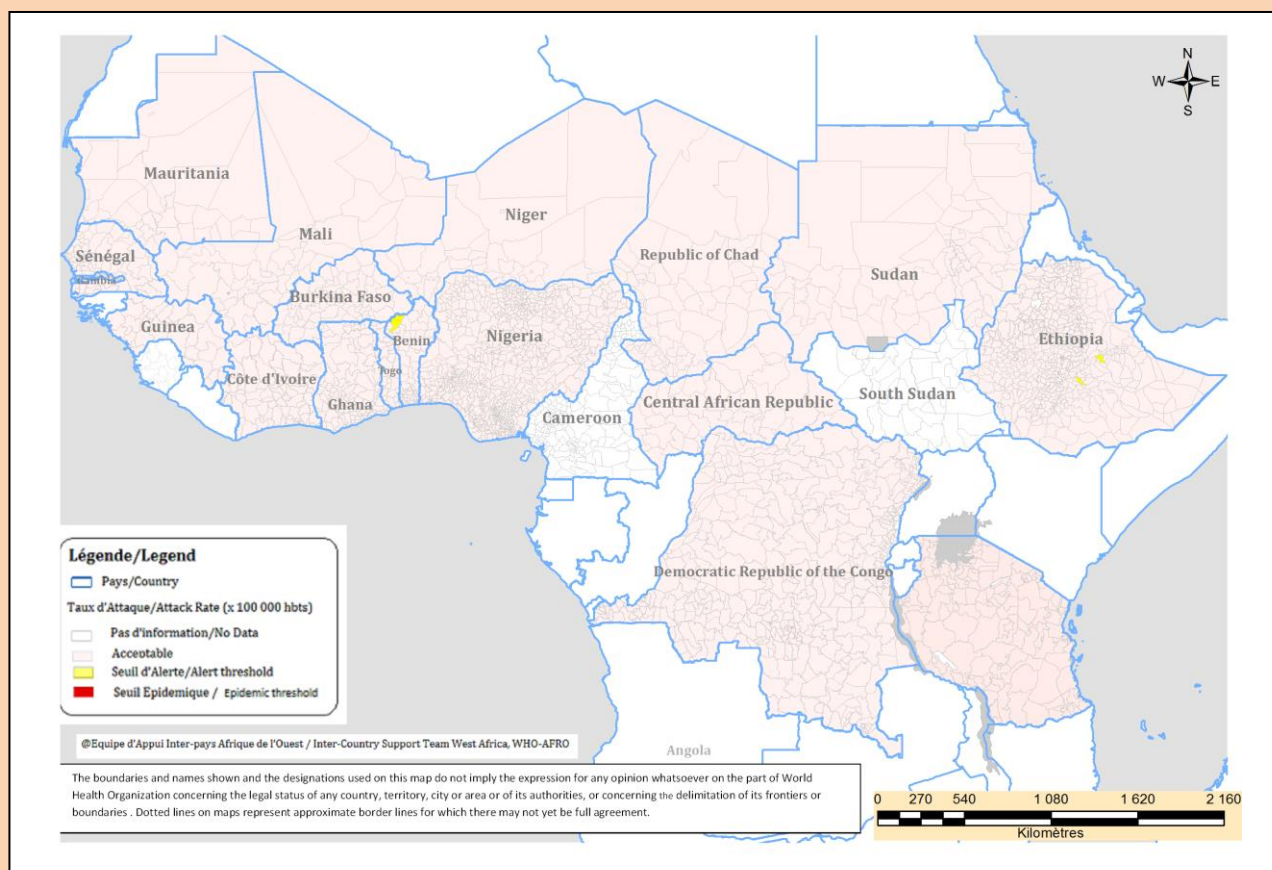 N
W E
S
Mauritania
Mali
Niger
Republic of Chad
Sudan
Sénégal
Gambia
Burkina Faso
Guinea
Nigeria
Benin
Togo
Côte d'Ivoire
Ghana
Cameroon
Central African Republic
South Sudan
Ethiopia
Democratic Republic of the Congo
Angola
Légende/Legend
Pays/Country
Taux d'Attaque/Attack Rate (x 100 000 hbts)
Pas d'information/No Data
Acceptable
Seuil d'Alerte/Alert threshold
Seuil Epidemique / Epidemic threshold
@Equipe d'Appui Inter-pays Afrique de l'Ouest / Inter-Country Support Team West Africa, WHO-AFRO
The boundaries and names shown and the designations used on this map do not imply the expression for any opinion whatsoever on the part of World
Health Organization concerning the legal status of any country, territory, city or area or of its authorities, or concerning the delimitation of its frontiers or
boundaries . Dotted lines on maps represent approximate border lines for which there may not yet be full agreement.
0 270 540 1 080 1 620 2 160
Kilomètres